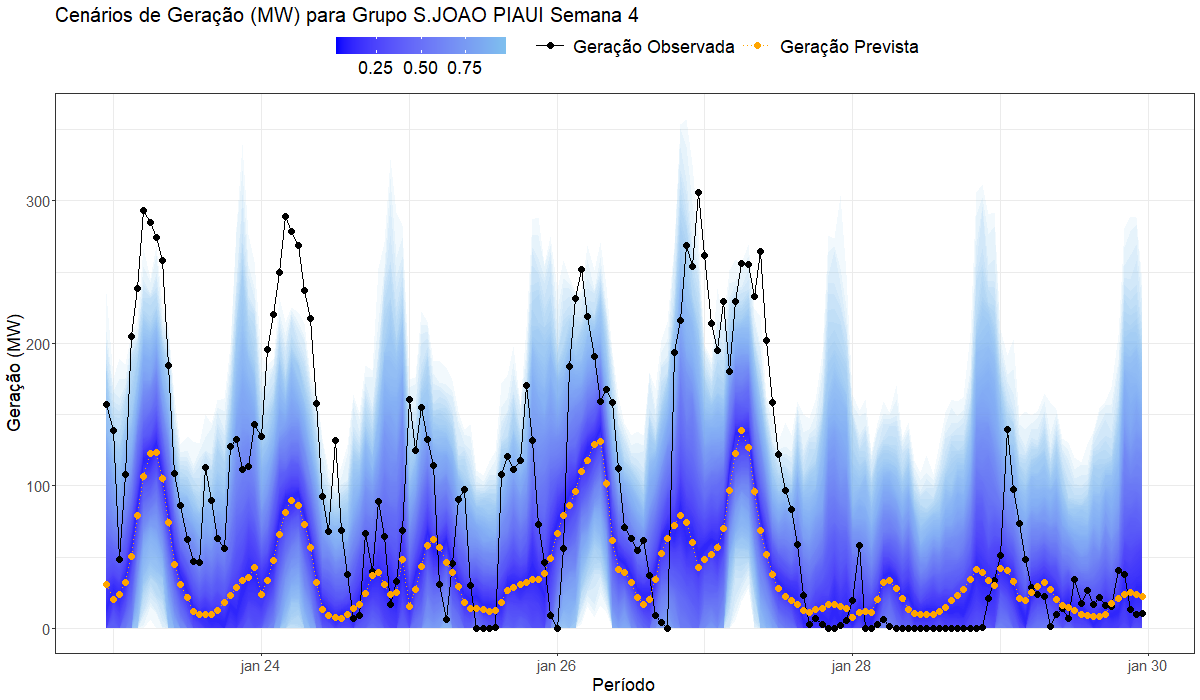 Cenários de Geração (MW) para Grupo S.JOAO PIAUI Semana 4
0.25 0.50 0.75 Geração Observada Geração Prevista
Geração (MW)
300
200
100
0
jan 24 jan 26 jan 28 jan 30
Período